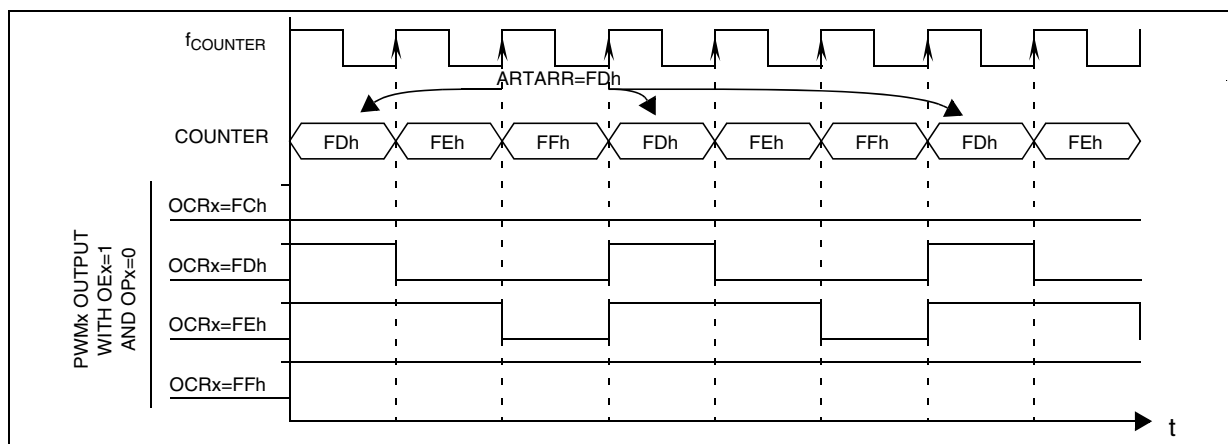 fCOUNTER
ARTARR=FDh
COUNTER
FDh FEh FFh FDh FEh FFh FDh FEh
PWMx OUTPUT
WITH OEx=1
AND OPx=0
OCRx=FCh
OCRx=FDh
OCRx=FEh
OCRx=FFh
t